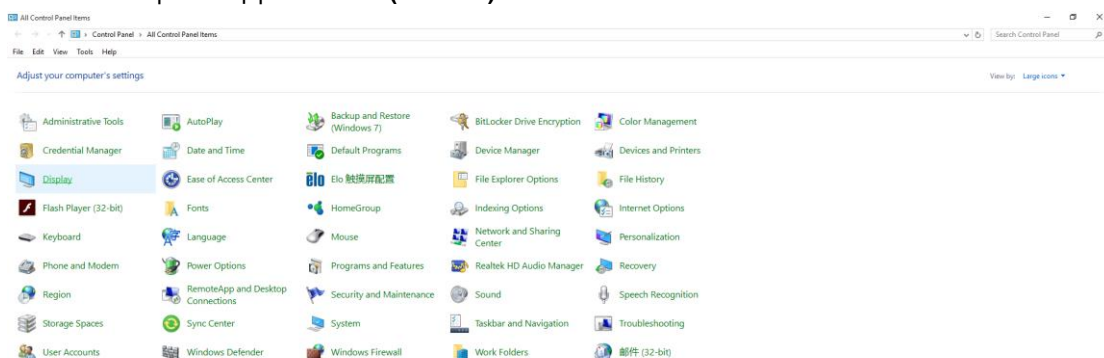 All Control Panel Items
Control Panel > All Control Panel Items
Search Control Panel
File Edit View Tools Help
Adjust your computer's settings
View by: Large icons
Administrative Tools
AutoPlay
Backup and Restore
(Windows 7)
BitLocker Drive Encryption
Color Management
Credential Manager
Date and Time
Default Programs
Device Manager
Devices and Printers
Display
Ease of Access Center
elo
Elo 触摸屏配置
File Explorer Options
File History
Flash Player (32-bit)
Fonts
HomeGroup
Indexing Options
Internet Options
Keyboard
Language
Mouse
Network and Sharing
Center
Personalization
Phone and Modem
Power Options
Programs and Features
Realtek HD Audio Manager
Recovery
Region
RemoteApp and Desktop
Connections
Security and Maintenance
Sound
Speech Recognition
Storage Spaces
Sync Center
System
Taskbar and Navigation
Troubleshooting
User Accounts
Windows Defender
Windows Firewall
Work Folders
邮件 (32-bit)